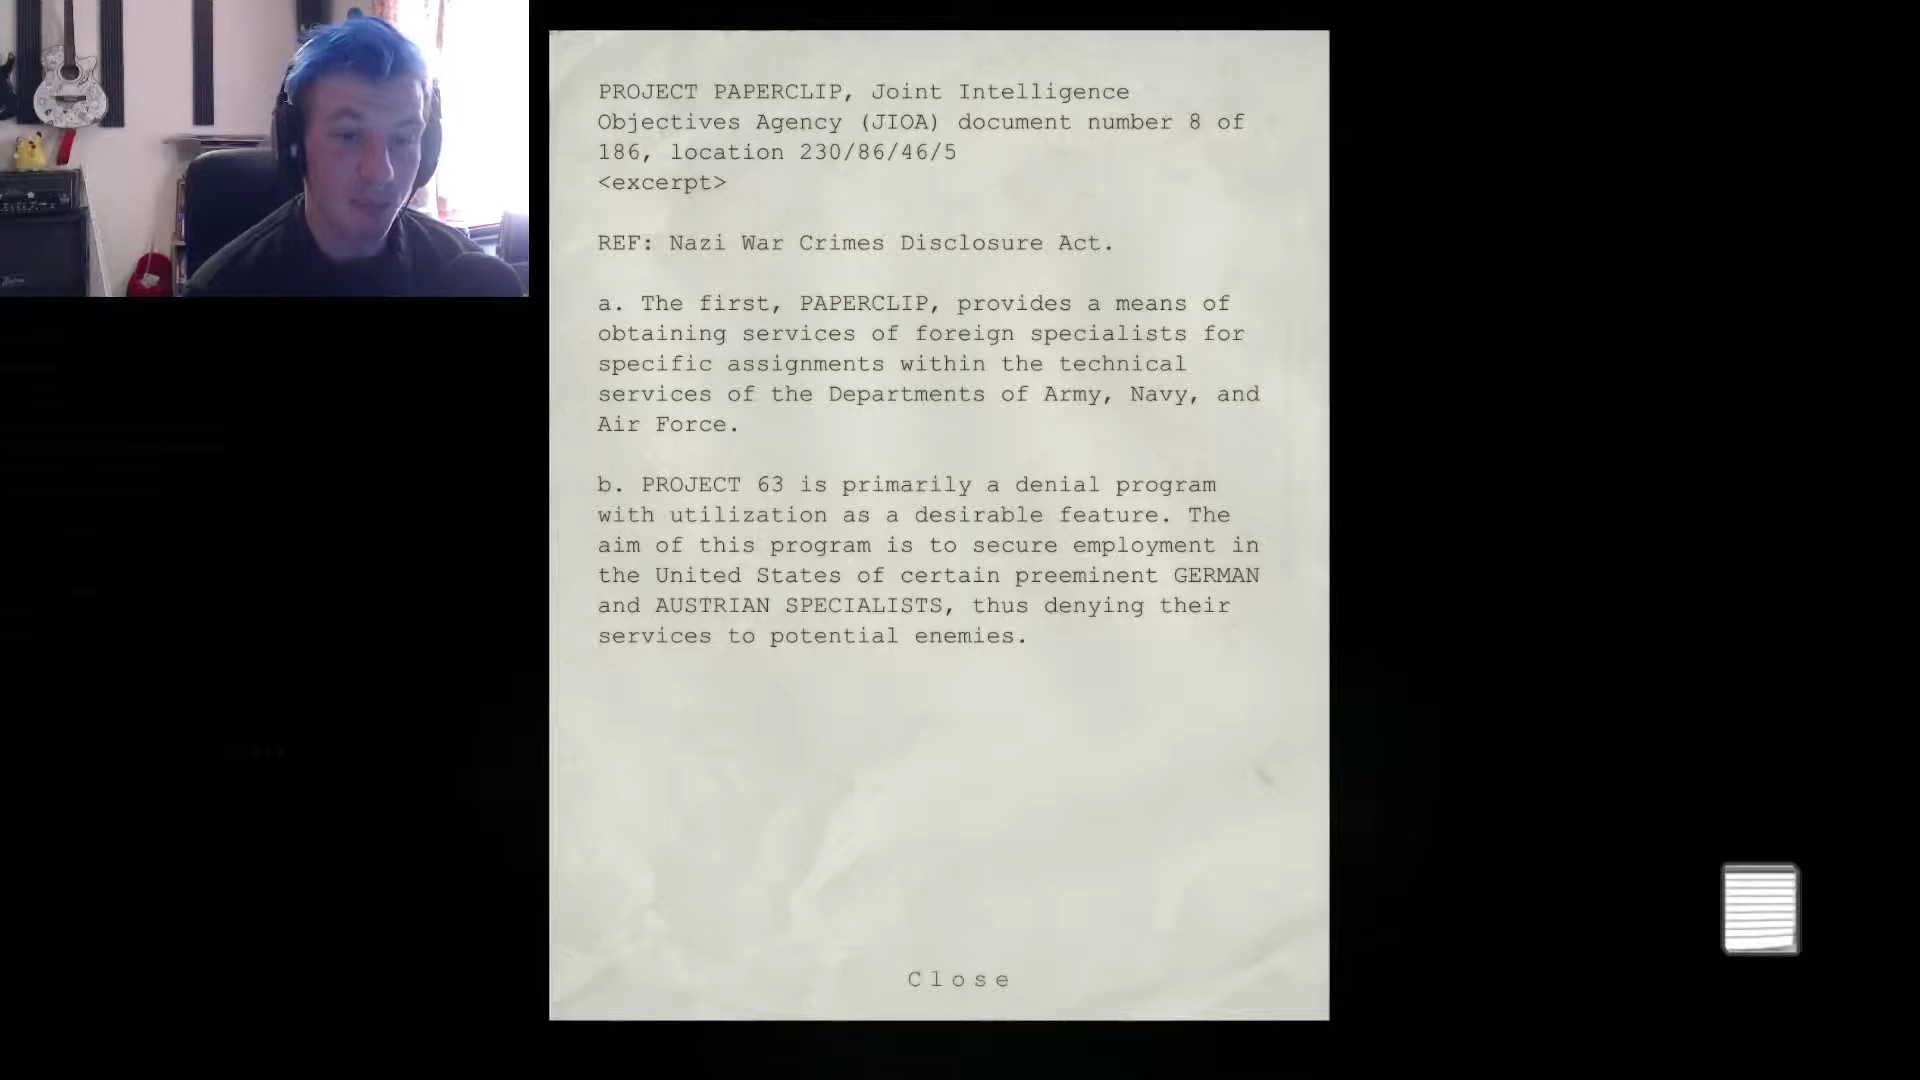 PROJECT PAPERCLIP, Joint Intelligence
Objectives Agency (JIOA) document number 8 of
186, location 230/86/46/5
<excerpt>
REF: Nazi War Crimes Disclosure Act.
a. The first, PAPERCLIP, provides a means of
obtaining services of foreign specialists for
specific assignments within the technical
services of the Departments of Army, Navy, and
Air Force.
b. PROJECT 63 is primarily a denial program
with utilization as a desirable feature. The
aim of this program is to secure employment in
the United States of certain preeminent GERMAN
and AUSTRIAN SPECIALISTS, thus denying their
services to potential enemies.
Close